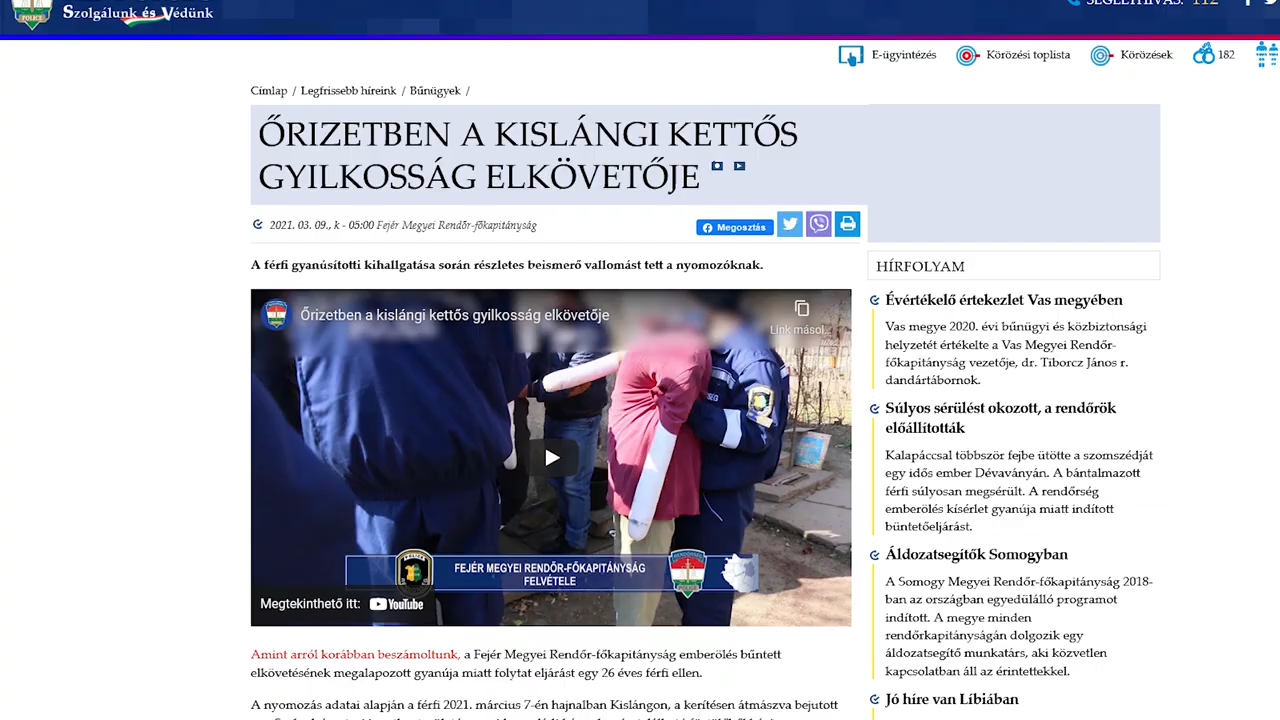 Szolgálunk és Védünk
SEGÉLYHÍVÁS: 112
POLICE
E-ügyintézés
Körözési toplista
Körözések
182
Címlap / Legfrissebb híreink / Bűnügyek /
ŐRIZETBEN A KISLÁNGI KETTŐS
GYILKOSSÁG ELKÖVETŐJE
2021. 03. 09., k - 05:00 Fejér Megyei Rendőr-főkapitányság
Megosztás
A férfi gyanúsítotti kihallgatása során részletes beismerő vallomást tett a nyomozóknak.
Őrizetben a kislángi kettős gyilkosság elkövetője
Link másol...
FEJÉR MEGYEI RENDŐR-FŐKAPITÁNYSÁG
FELVÉTELE
Megtekinthető itt: YouTube
Amint arról korábban beszámoltunk, a Fejér Megyei Rendőr-főkapitányság emberölés bűntett
elkövetésének megalapozott gyanúja miatt folytat eljárást egy 26 éves férfi ellen.
A nyomozás adatai alapján a férfi 2021. március 7-én hajnalban Kislángon, a kerítésen átmászva bejutott
HÍRFOLYAM
Évértékelő értekezlet Vas megyében
Vas megye 2020. évi bűnügyi és közbiztonsági
helyzetét értékelte a Vas Megyei Rendőr-
főkapitányság vezetője, dr. Tiborcz János r.
dandártábornok.
Súlyos sérülést okozott, a rendőrök
előállították
Kalapáccsal többször fejbe ütötte a szomszédját
egy idős ember Dévaványán. A bántalmazott
férfi súlyosan megsérült. A rendőrség
emberölés kísérlet gyanúja miatt indított
büntetőeljárást.
Áldozatsegítők Somogyban
A Somogy Megyei Rendőr-főkapitányság 2018-
ban az országban egyedülálló programot
indított. A megye minden
rendőrkapitányságán dolgozik egy
áldozatsegítő munkatárs, aki közvetlen
kapcsolatban áll az érintettekkel.
Jó híre van Líbiában